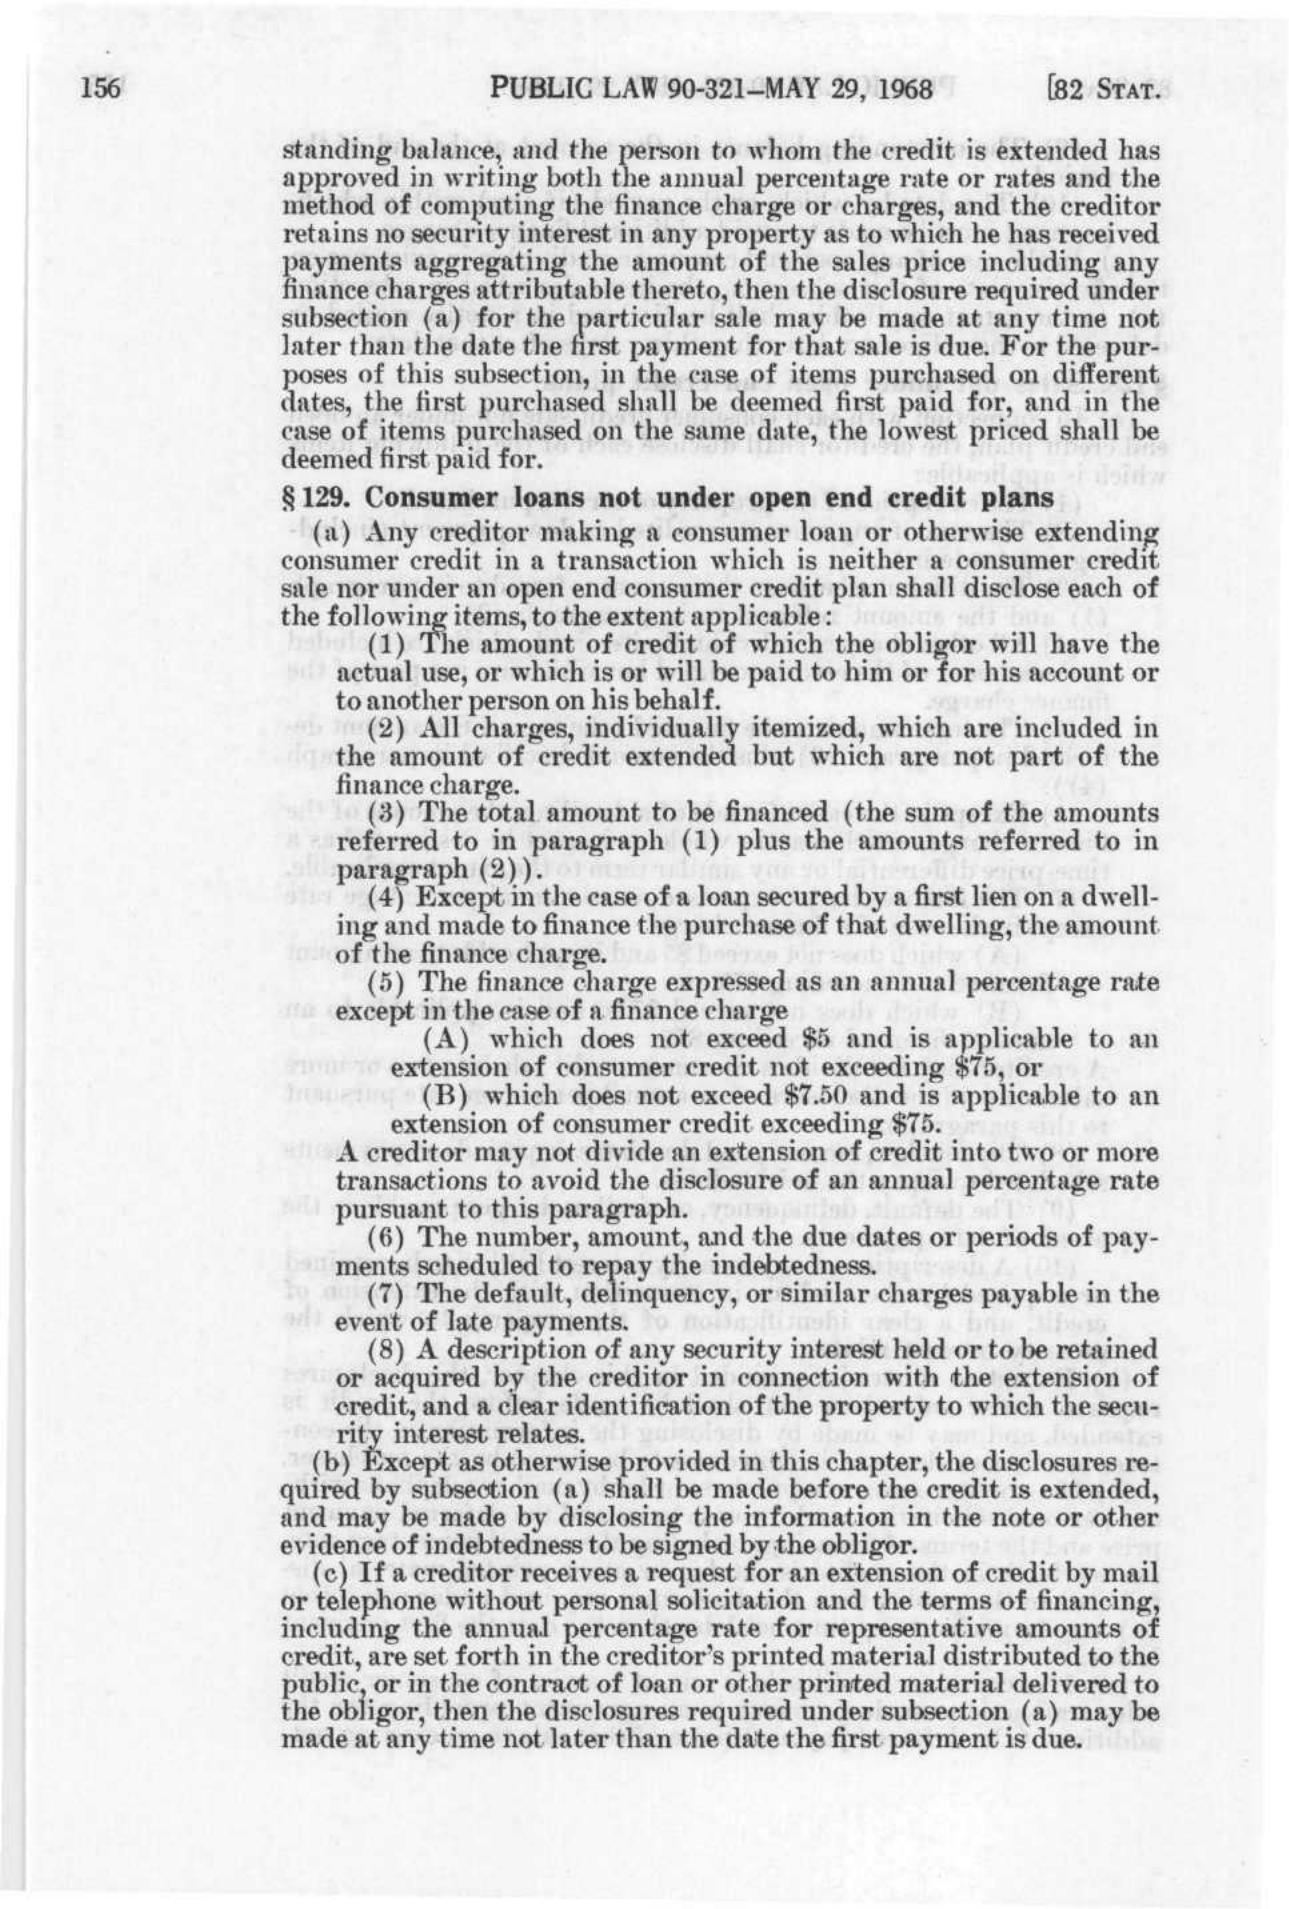 156
PUBLIC LAW 90-321-MAY 29, 1968
[82 STAT.
standing balance, and the person to whom the credit is extended has
approved in writing both the annual percentage rate or rates and the
method of computing the finance charge or charges, and the creditor
retains no security interest in any property as to which he has received
payments aggregating the amount of the sales price including any
finance charges attributable thereto, then the disclosure required under
subsection (a) for the particular sale may be made at any time not
later than the date the first payment for that sale is due. For the pur-
poses of this subsection, in the case of items purchased on different
dates, the first purchased shall be deemed first paid for, and in the
case of items purchased on the same date, the lowest priced shall be
deemed first paid for.
§ 129. Consumer loans not under open end credit plans
(a) Any creditor making a consumer loan or otherwise extending
consumer credit in a transaction which is neither a consumer credit
sale nor under an open end consumer credit plan shall disclose each of
the following items, to the extent applicable:
(1) The amount of credit of which the obligor will have the
actual use, or which is or will be paid to him or for his account or
to another person on his behalf.
(2) All charges, individually itemized, which are included in
the amount of credit extended but which are not part of the
finance charge.
(3) The total amount to be financed (the sum of the amounts
referred to in paragraph (1) plus the amounts referred to in
paragraph (2)).
(4) Except in the case of a loan secured by a first lien on a dwell-
ing and made to finance the purchase of that dwelling, the amount
of the finance charge.
(5) The finance charge expressed as an annual percentage rate
except in the case of a finance charge
(A) which does not exceed $5 and is applicable to an
extension of consumer credit not exceeding $75, or
(B) which does not exceed $7.50 and is applicable to an
extension of consumer credit exceeding $75.
A creditor may not divide an extension of credit into two or more
transactions to avoid the disclosure of an annual percentage rate
pursuant to this paragraph.
(6) The number, amount, and the due dates or periods of pay-
ments scheduled to repay the indebtedness.
(7) The default, delinquency, or similar charges payable in the
event of late payments.
(8) A description of any security interest held or to be retained
or acquired by the creditor in connection with the extension of
credit, and a clear identification of the property to which the secu-
rity interest relates.
(b) Except as otherwise provided in this chapter, the disclosures re-
quired by subsection (a) shall be made before the credit is extended,
and may be made by disclosing the information in the note or other
evidence of indebtedness to be signed by the obligor.
(c) If a creditor receives a request for an extension of credit by mail
or telephone without personal solicitation and the terms of financing,
including the annual percentage rate for representative amounts of
credit, are set forth in the creditor's printed material distributed to the
public, or in the contract of loan or other printed material delivered to
the obligor, then the disclosures required under subsection (a) may be
made at any time not later than the date the first payment is due.